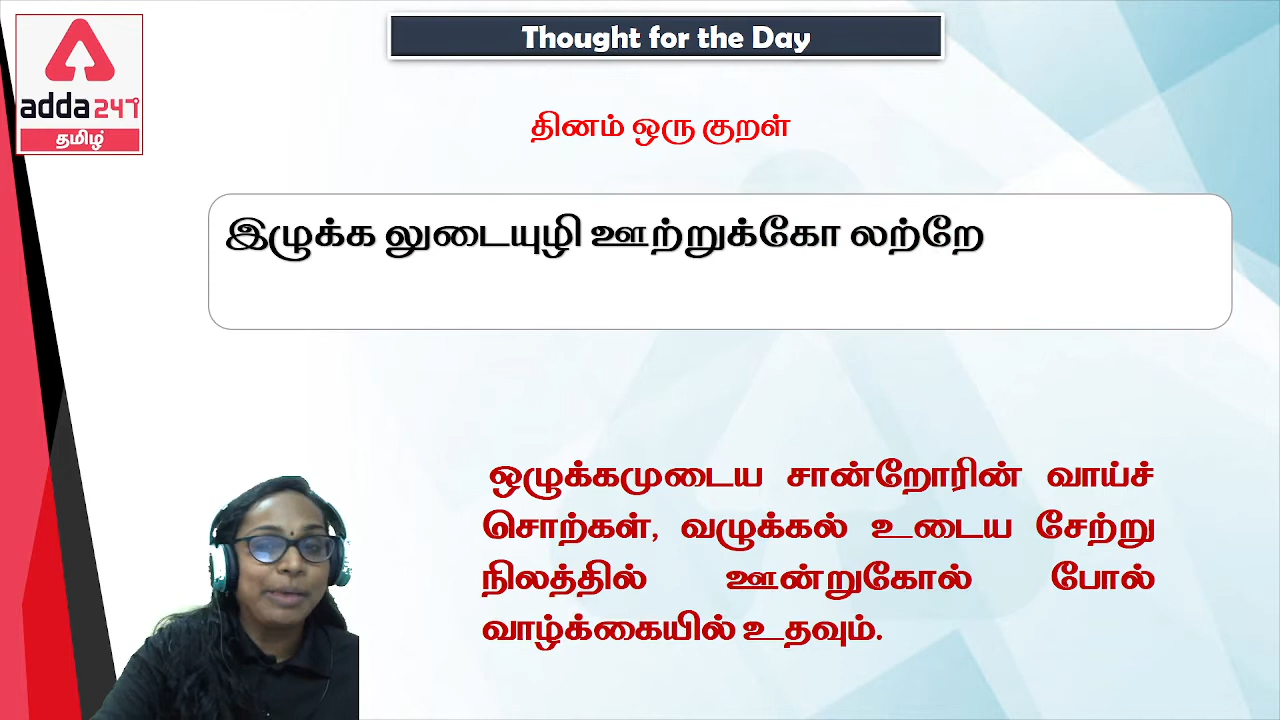 Thought for the Day
adda247
தமிழ்
தினம் ஒரு குறள்
இழுக்க லுடையுழி ஊற்றுக்கோ லற்றே
ஒழுக்கமுடைய சான்றோரின் வாய்ச்
சொற்கள், வழுக்கல் உடைய சேற்று
நிலத்தில் ஊன்றுகோல் போல்
வாழ்க்கையில் உதவும்.